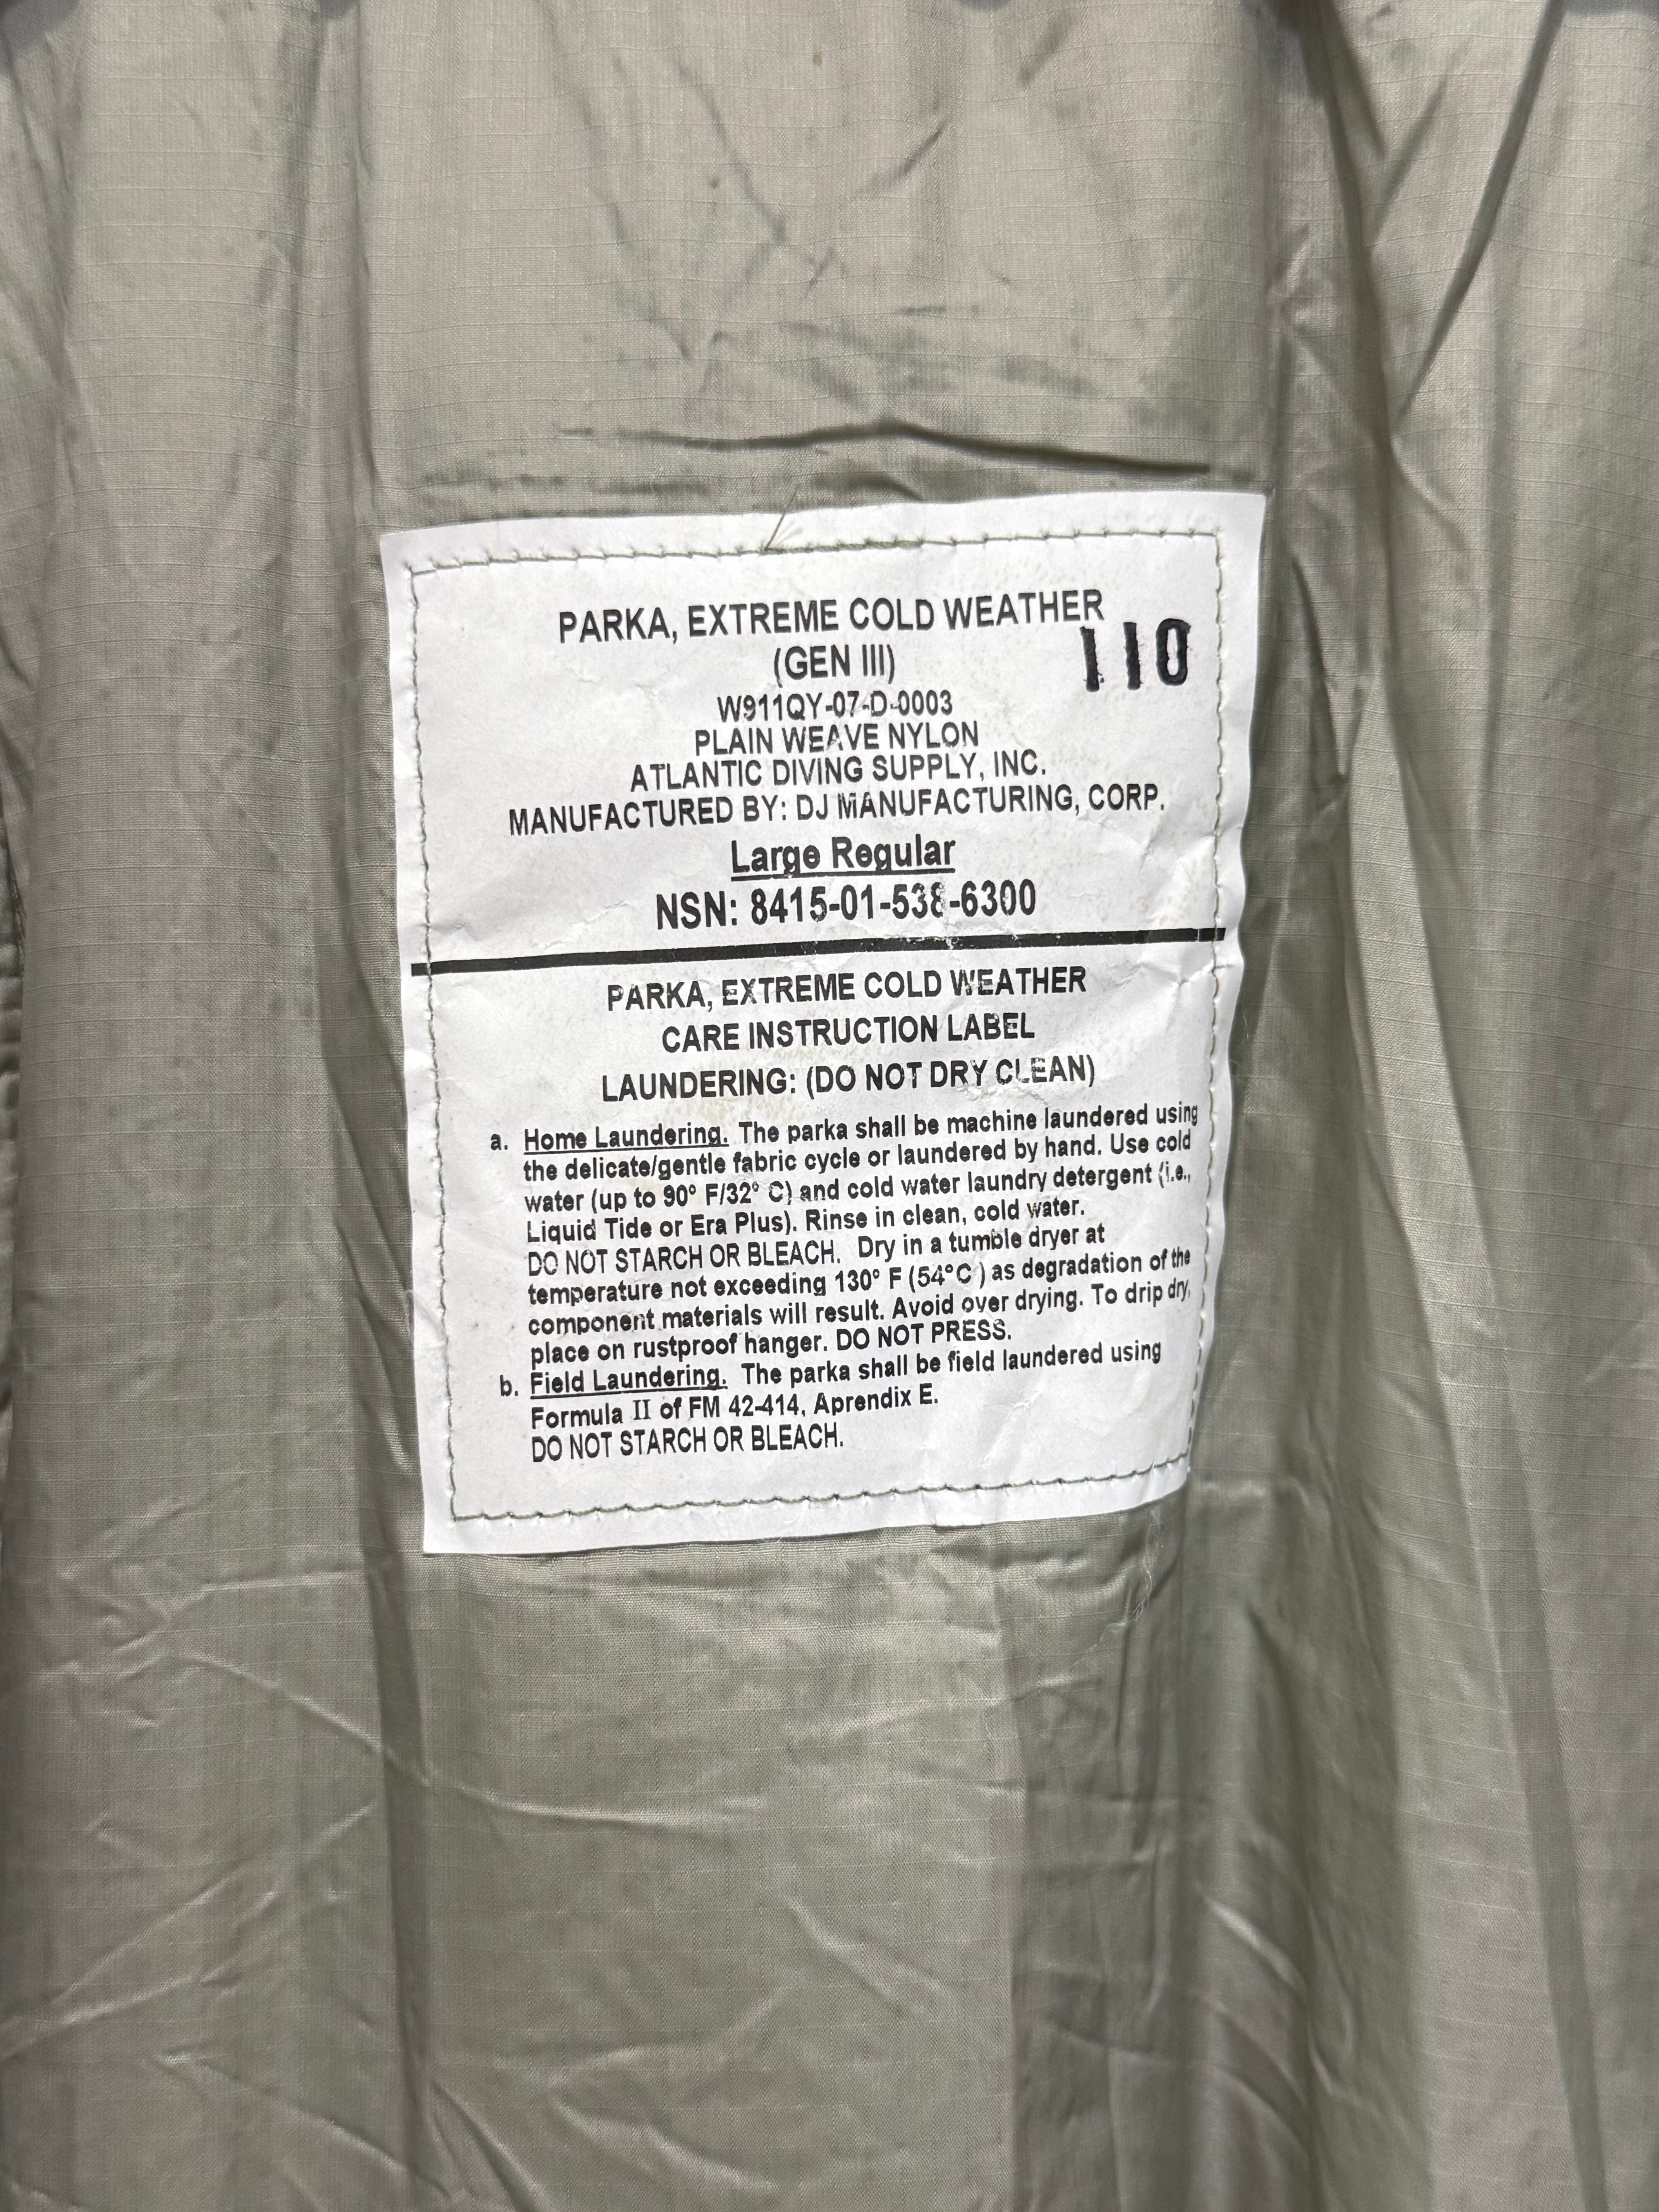 PARKA, EXTREME COLD WEATHER
110
(GEN III)
W911QY-07-D-0003
PLAIN WEAVE NYLON
ATLANTIC DIVING SUPPLY, INC.
MANUFACTURED BY: DJ MANUFACTURING, CORP.
Large Regular
NSN: 8415-01-538-6300
PARKA, EXTREME COLD WEATHER
CARE INSTRUCTION LABEL
LAUNDERING: (DO NOT DRY CLEAN)
a. Home Laundering. The parka shall be machine laundered using
the delicate/gentle fabric cycle or laundered by hand. Use cold
water (up to 90° F/32° C) and cold water laundry detergent (i.e.,
Liquid Tide or Era Plus). Rinse in clean, cold water.
DO NOT STARCH OR BLEACH. Dry in a tumble dryer at
temperature not exceeding 130° F (54°C ) as degradation of the
component materials will result. Avoid over drying. To drip dry,
place on rustproof hanger. DO NOT PRESS.
b. Field Laundering. The parka shall be field laundered using
Formula II of FM 42-414, Aprendix E.
DO NOT STARCH OR BLEACH.